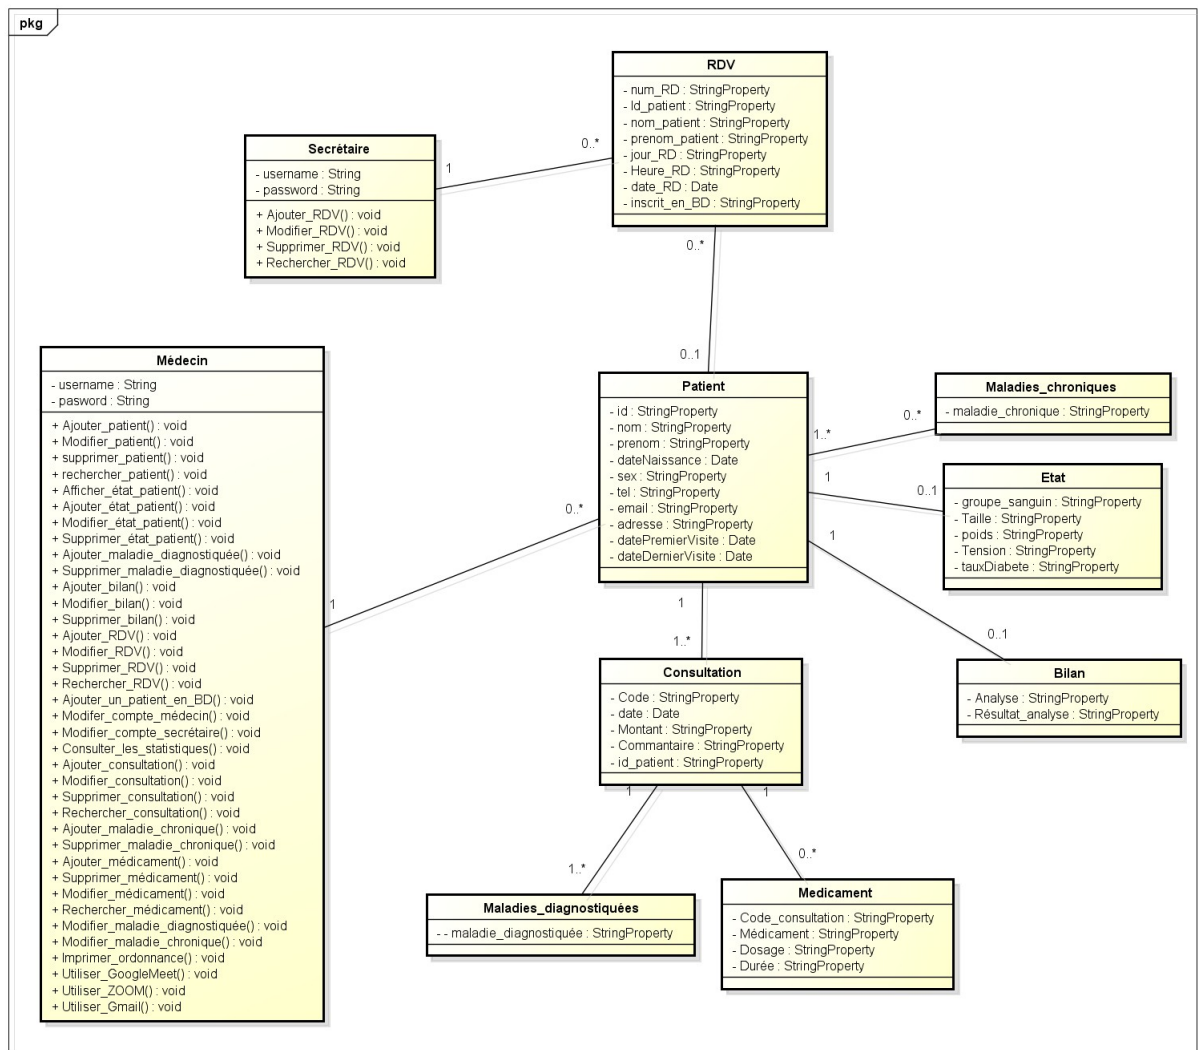 pkg
RDV
- num_RD : StringProperty
- Id_patient : StringProperty
- nom_patient : StringProperty
- prenom_patient : StringProperty
- jour_RD : StringProperty
- Heure_RD : StringProperty
- date_RD : Date
- inscrit_en_BD : StringProperty
Secrétaire
- username : String
- password : String
+ Ajouter_RDV() : void
+ Modifier_RDV() : void
+ Supprimer_RDV() : void
+ Rechercher_RDV() : void
1
0..*
0..*
0..1
Médecin
- username : String
- pasword : String
+ Ajouter_patient() : void
+ Modifier_patient() : void
+ supprimer_patient() : void
+ rechercher_patient() : void
+ Afficher_état_patient() : void
+ Ajouter_état_patient() : void
+ Modifier_état_patient() : void
+ Supprimer_état_patient() : void
+ Ajouter_maladie_diagnostiquée() : void
+ Supprimer_maladie_diagnostiquée() : void
+ Ajouter_bilan() : void
+ Modifier_bilan() : void
+ Supprimer_bilan() : void
+ Ajouter_RDV() : void
+ Modifier_RDV() : void
+ Supprimer_RDV() : void
+ Rechercher_RDV() : void
+ Ajouter_un_patient_en_BD() : void
+ Modifer_compte_médecin() : void
+ Modifier_compte_secrétaire() : void
+ Consulter_les_statistiques() : void
+ Ajouter_consultation() : void
+ Modifier_consultation() : void
+ Supprimer_consultation() : void
+ Rechercher_consultation() : void
+ Ajouter_maladie_chronique() : void
+ Supprimer_maladie_chronique() : void
+ Ajouter_médicament() : void
+ Supprimer_médicament() : void
+ Modifier_médicament() : void
+ Rechercher_médicament() : void
+ Modifier_maladie_diagnostiquée() : void
+ Modifier_maladie_chronique() : void
+ Imprimer_ordonnance() : void
+ Utiliser_GoogleMeet() : void
+ Utiliser_ZOOM() : void
+ Utiliser_Gmail() : void
1
0..*
Patient
- id : StringProperty
- nom : StringProperty
- prenom : StringProperty
- dateNaissance : Date
- sex : StringProperty
- tel : StringProperty
- email : StringProperty
- adresse : StringProperty
- datePremierVisite : Date
- dateDernierVisite : Date
1..*
0..*
Maladies_chroniques
- maladie_chronique : StringProperty
1
0..1
Etat
- groupe_sanguin : StringProperty
- Taille : StringProperty
- poids : StringProperty
- Tension : StringProperty
- tauxDiabete : StringProperty
1
0..1
Bilan
- Analyse : StringProperty
- Résultat_analyse : StringProperty
1
1..*
Consultation
- Code : StringProperty
- date : Date
- Montant : StringProperty
- Commantaire : StringProperty
- id_patient : StringProperty
1
1
1..*
0..*
Maladies_diagnostiquées
- - maladie_diagnostiquée : StringProperty
Medicament
- Code_consultation : StringProperty
- Médicament : StringProperty
- Dosage : StringProperty
- Durée : StringProperty